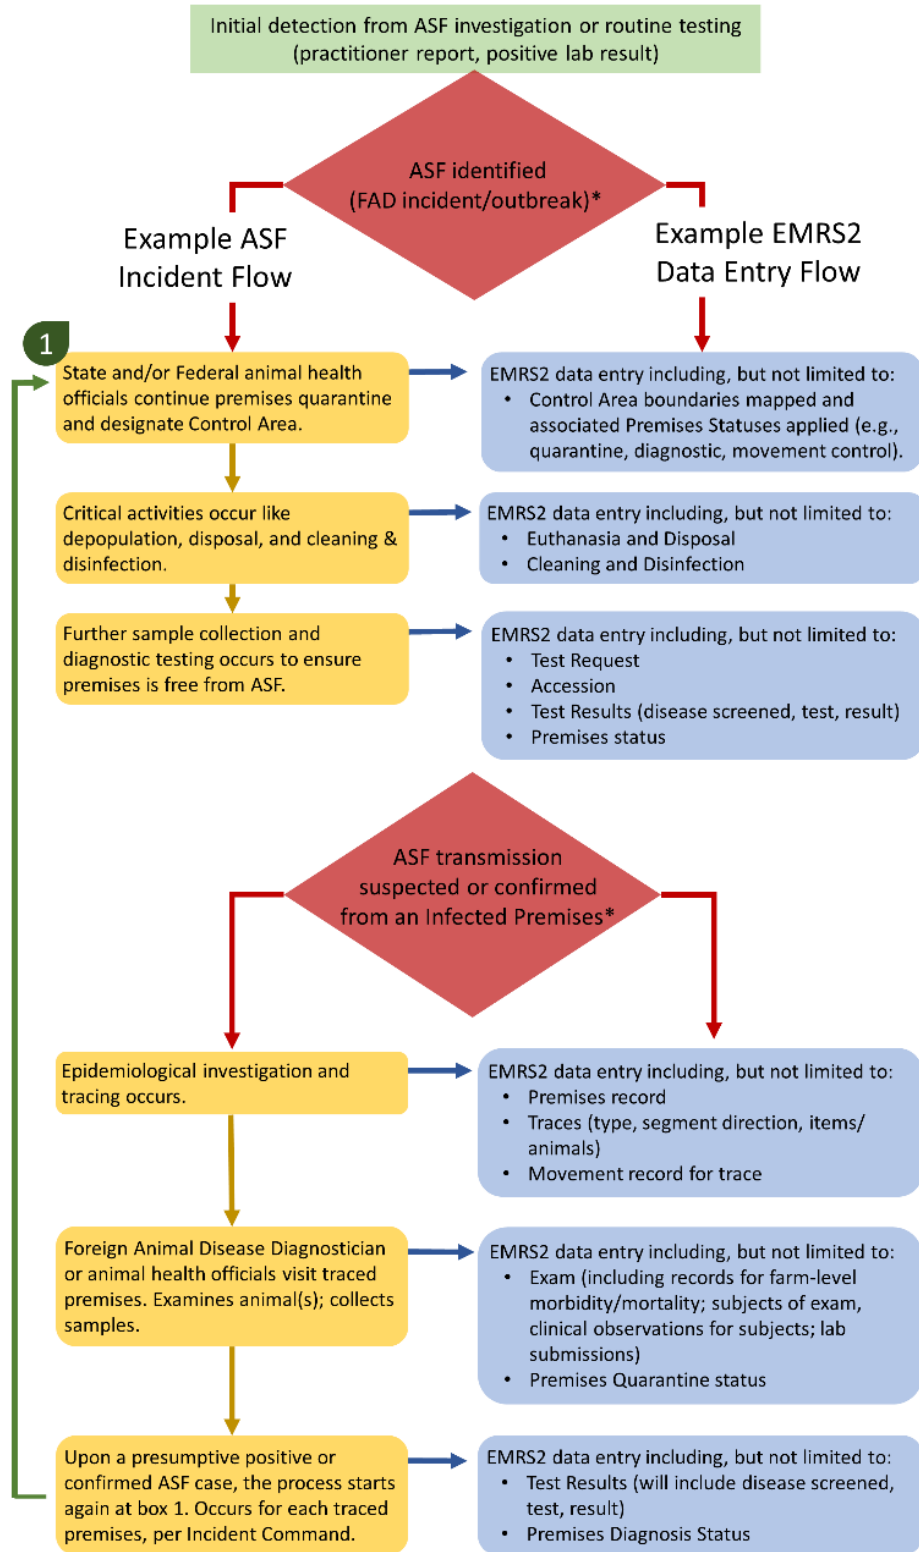 Initial detection from ASF investigation or routine testing
(practitioner report, positive lab result)
ASF identified
(FAD incident/outbreak)*
Example ASF
Incident Flow
Example EMRS2
Data Entry Flow
1
State and/or Federal animal health
officials continue premises quarantine
and designate Control Area.
EMRS2 data entry including, but not limited to:
• Control Area boundaries mapped and
associated Premises Statuses applied (e.g.,
quarantine, diagnostic, movement control).
Critical activities occur like
depopulation, disposal, and cleaning &
disinfection.
EMRS2 data entry including, but not limited to:
• Euthanasia and Disposal
• Cleaning and Disinfection
Further sample collection and
diagnostic testing occurs to ensure
premises is free from ASF.
EMRS2 data entry including, but not limited to:
• Test Request
• Accession
• Test Results (disease screened, test, result)
• Premises status
ASF transmission
suspected or confirmed
from an Infected Premises*
Epidemiological investigation and
tracing occurs.
EMRS2 data entry including, but not limited to:
• Premises record
• Traces (type, segment direction, items/
animals)
• Movement record for trace
Foreign Animal Disease Diagnostician
or animal health officials visit traced
premises. Examines animal(s); collects
samples.
EMRS2 data entry including, but not limited to:
• Exam (including records for farm-level
morbidity/mortality; subjects of exam,
clinical observations for subjects; lab
submissions)
• Premises Quarantine status
Upon a presumptive positive or
confirmed ASF case, the process starts
again at box 1. Occurs for each traced
premises, per Incident Command.
EMRS2 data entry including, but not limited to:
• Test Results (will include disease screened,
test, result)
• Premises Diagnosis Status